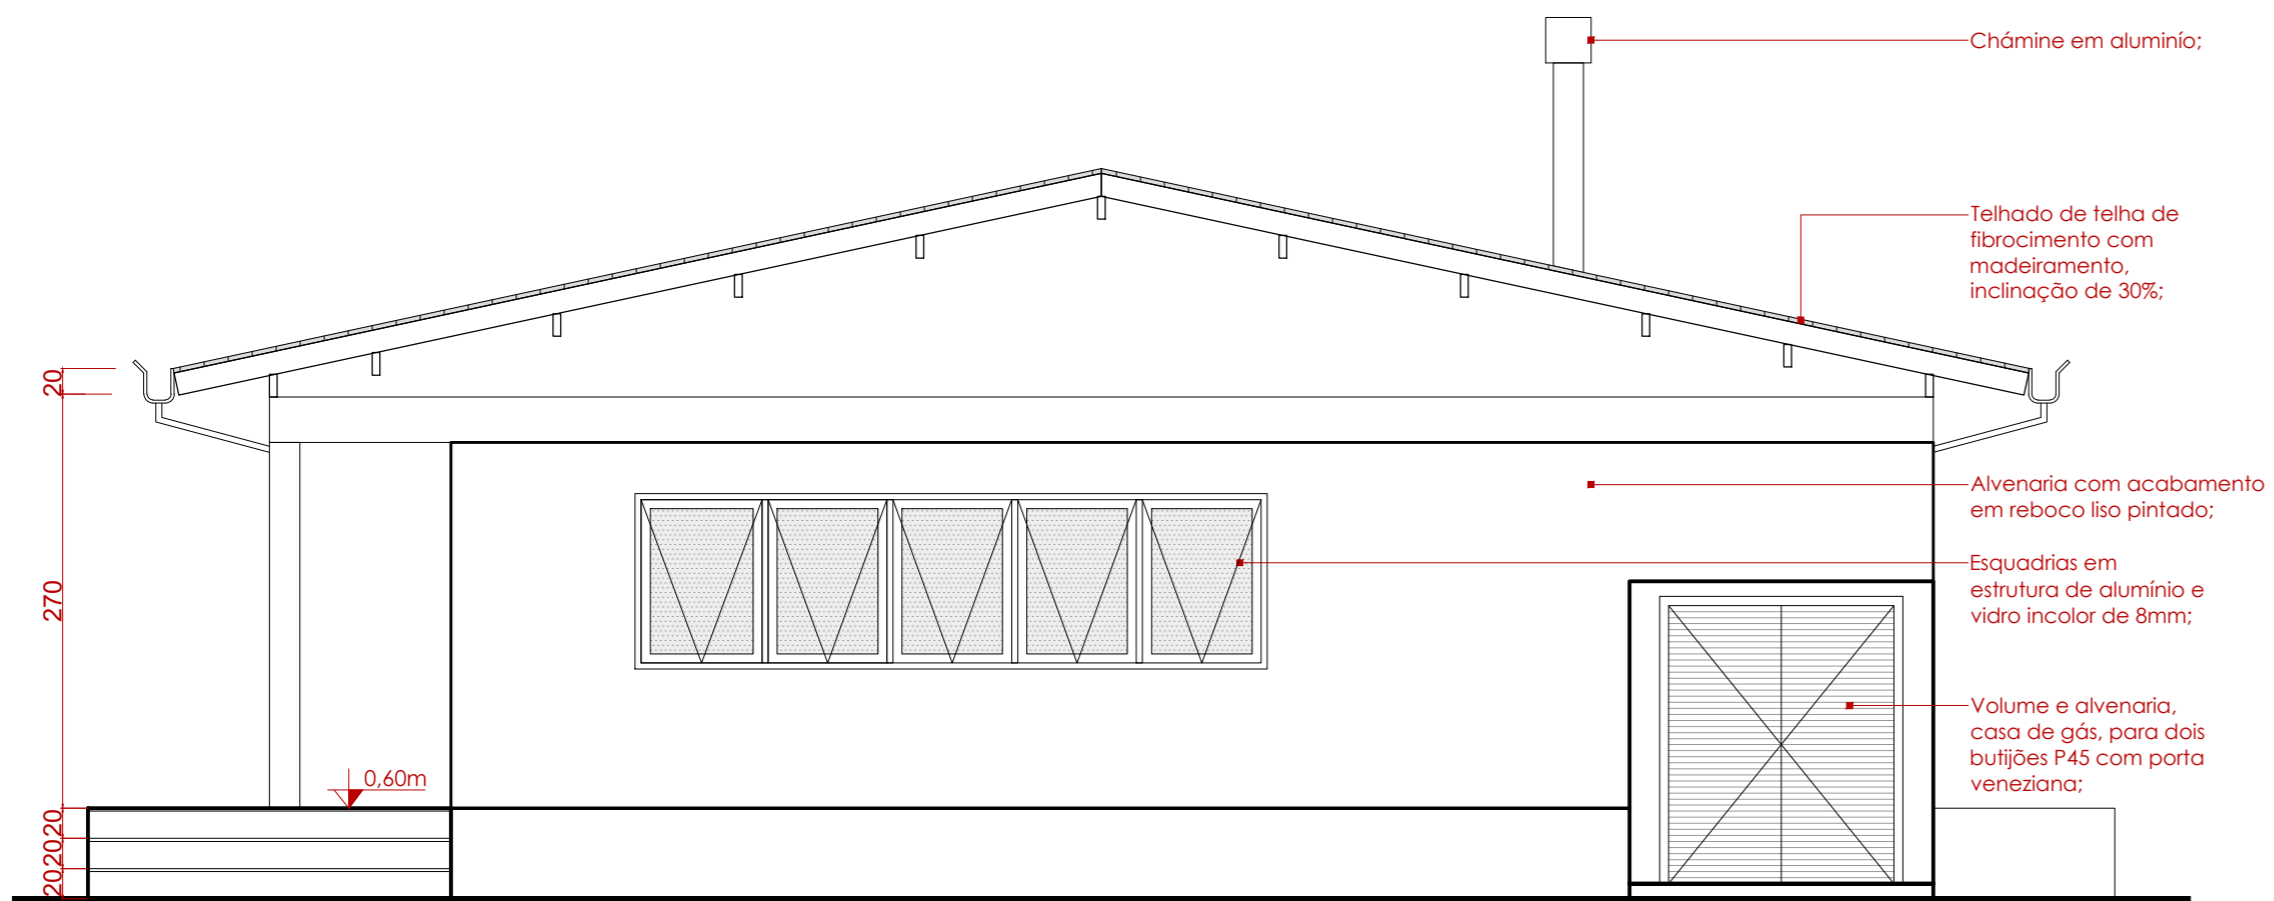 Chámine em aluminío;
Telhado de telha de
fibrocimento com
madeiramento,
inclinação de 30%;
20
Alvenaria com acabamento
em reboco liso pintado;
Esquadrias em
estrutura de alumínio e
vidro incolor de 8mm;
270
Volume e alvenaria,
casa de gás, para dois
butijões P45 com porta
veneziana;
0,60m
20
20
20